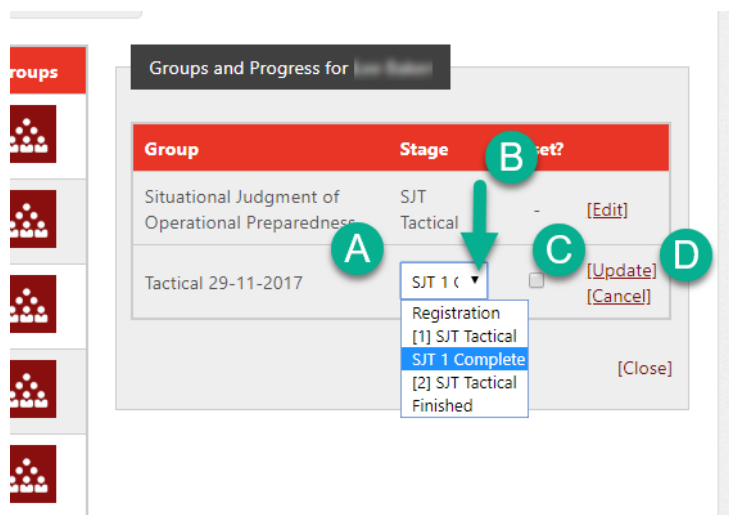 roups
Groups and Progress for
Group Stage set?
Situational Judgment of
Operational Preparedness
SJT
Tactical
-
[Edit]
Tactical 29-11-2017
SJT 1 C
[Update]
[Cancel]
Registration
[1] SJT Tactical
SJT 1 Complete
[2] SJT Tactical
Finished
[Close]
A
B
C
D